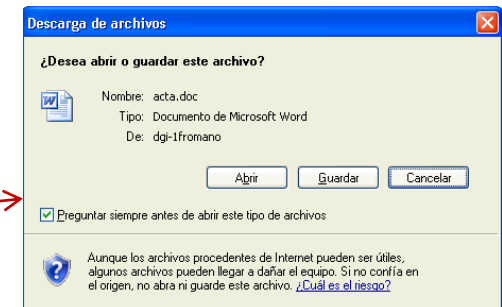 Descarga de archivos
¿Desea abrir o guardar este archivo?
Nombre: acta.doc
Tipo: Documento de Microsoft Word
De: dgi-1fromano
Abrir Guardar Cancelar
Preguntar siempre antes de abrir este tipo de archivos
Aunque los archivos procedentes de Internet pueden ser útiles,
algunos archivos pueden llegar a dañar el equipo. Si no confía en
el origen, no abra ni guarde este archivo. ¿Cuál es el riesgo?